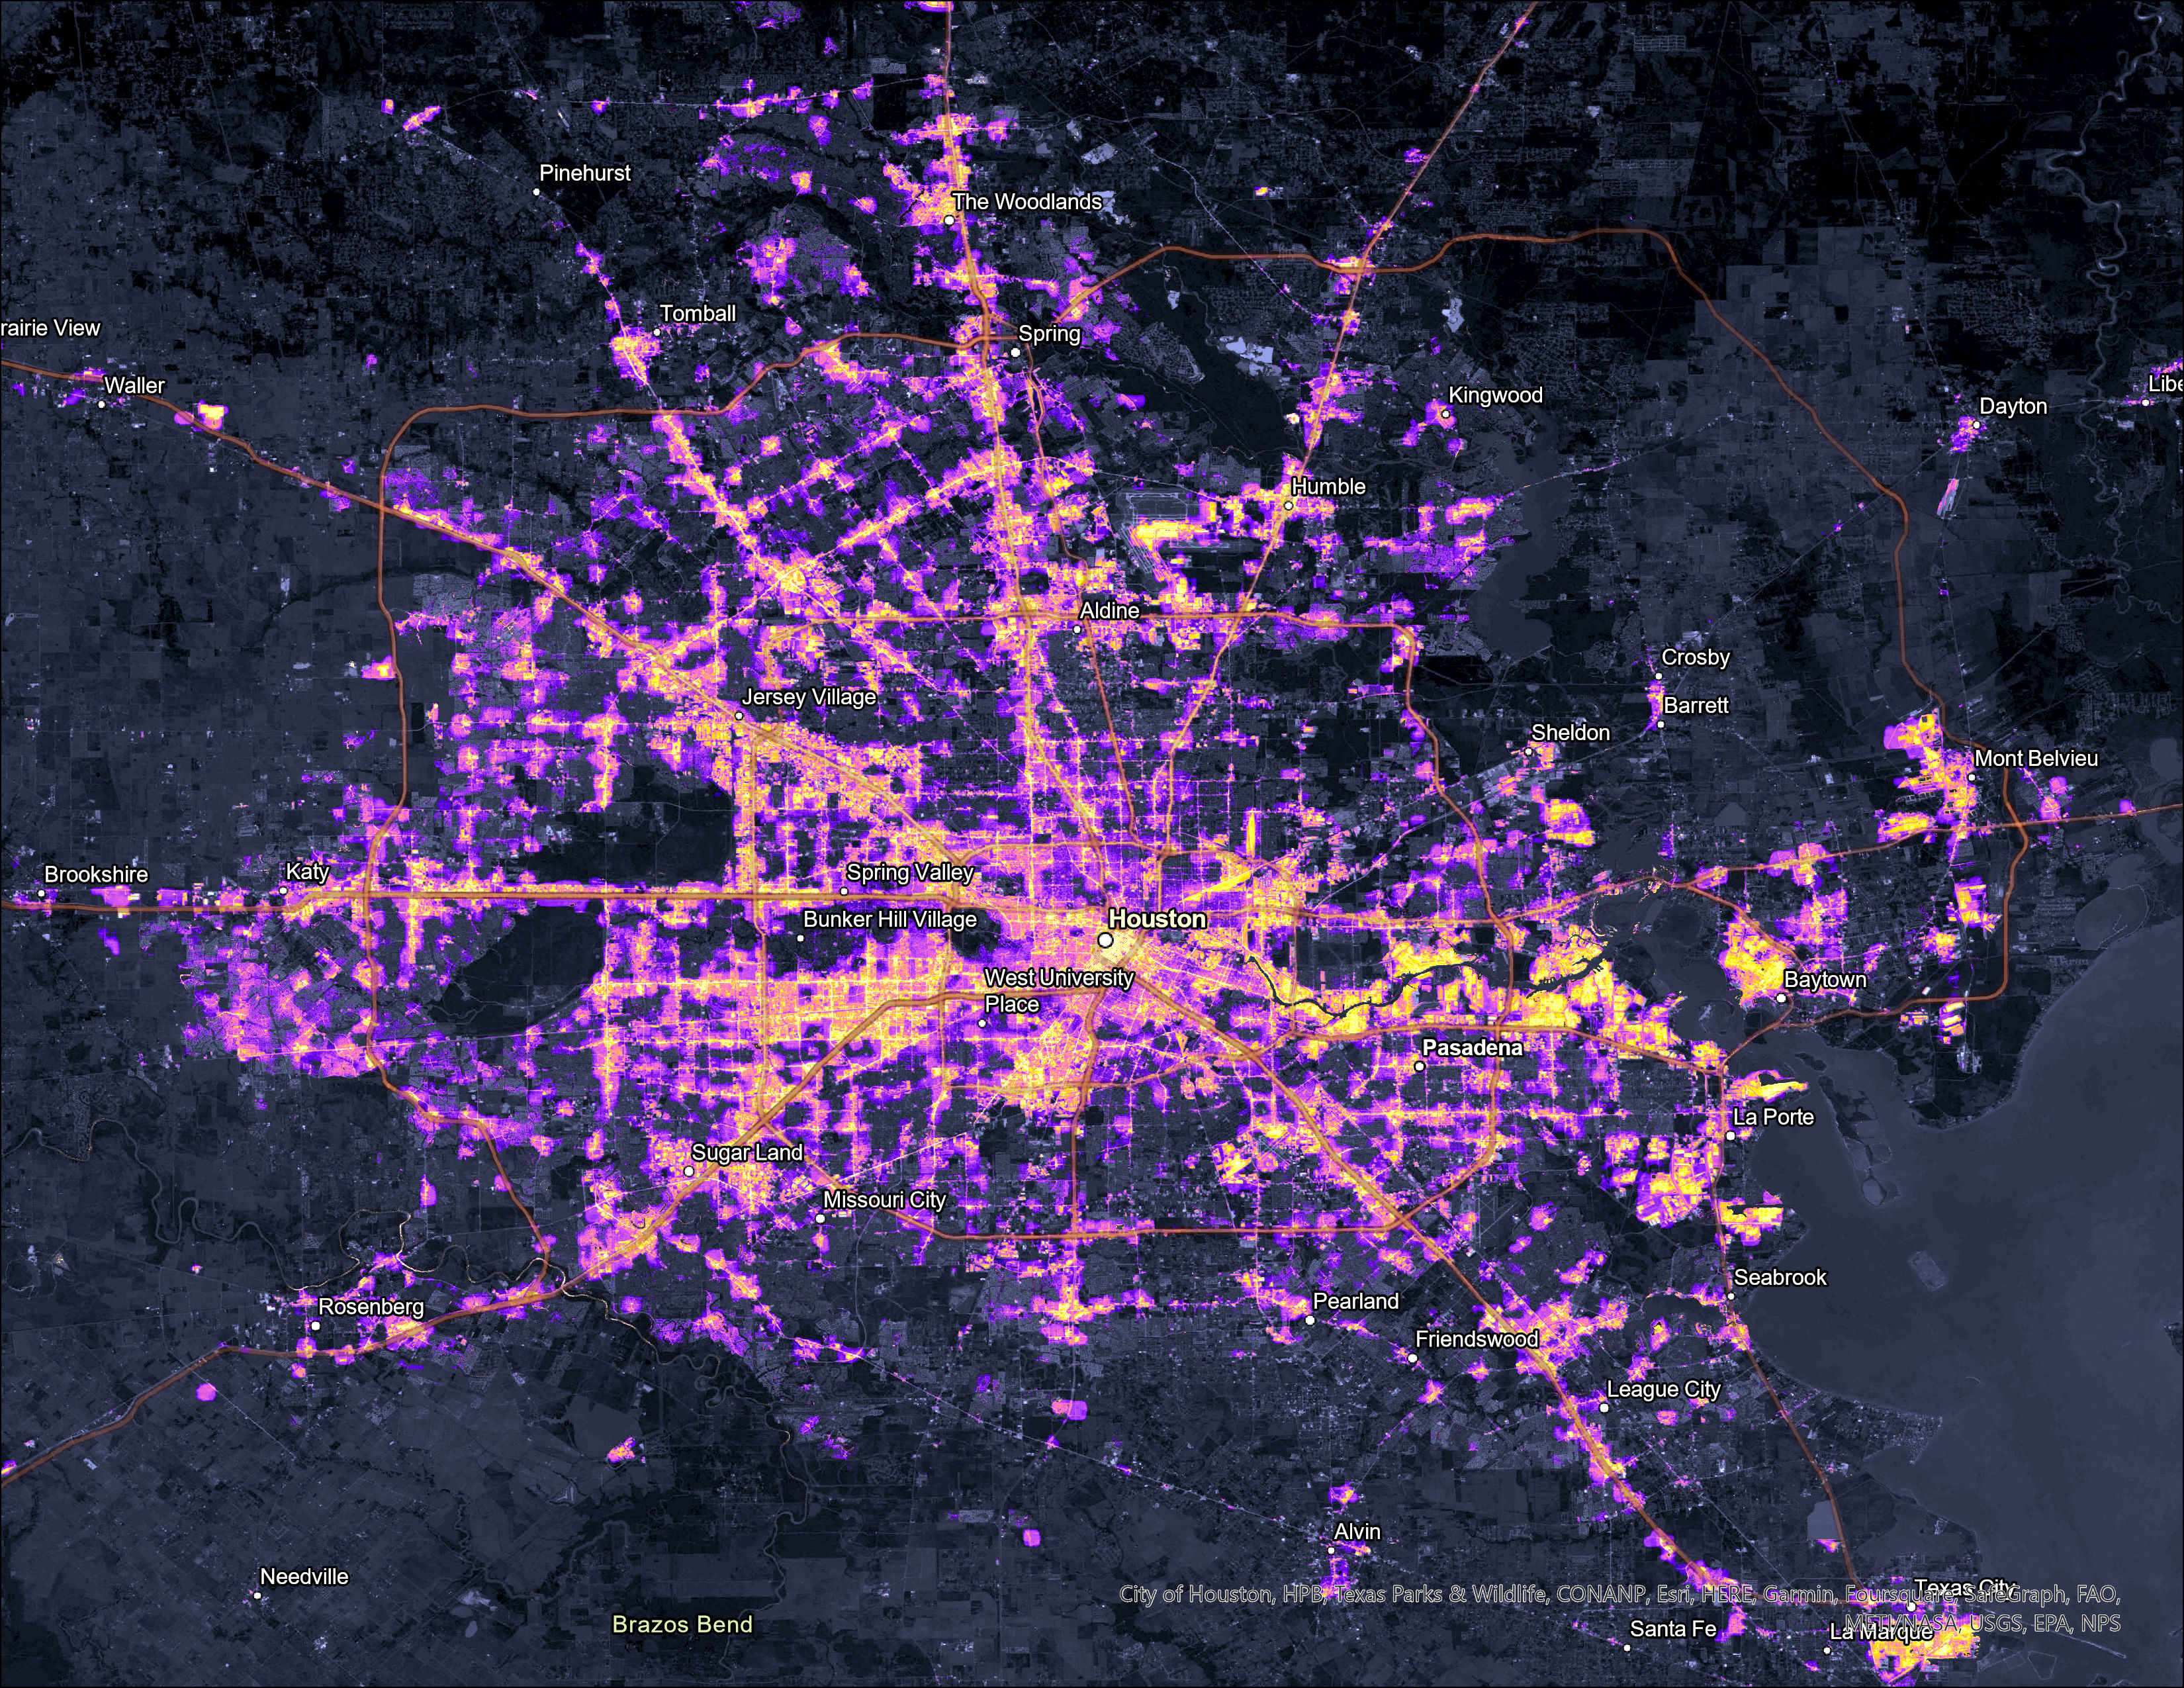 Pinehurst
The Woodlands
Tomball
rairie View
Spring
Waller
Libe
Kingwood
Dayton
Humble
Aldine
Crosby
Jersey Village
Barrett
Sheldon
Mont Belvieu
Brookshire
Katy
Spring Valley
Bunker Hill Village
Houston
West University
Place
Baytown
Pasadena
La Porte
Sugar Land
Missouri City
Seabrook
Rosenberg
Pearland
Friendswood
League City
Alvin
Needville
Texas City
City of Houston, HPB, Texas Parks & Wildlife, CONANP, Esri, HERE, Garmin, Foursquare, SafeGraph, FAO,
METI/NASA, USGS, EPA, NPS
Brazos Bend
Santa Fe
La Marque